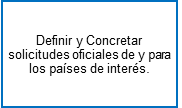 Definir y Concretar
solicitudes oficiales de y para
los países de interés.